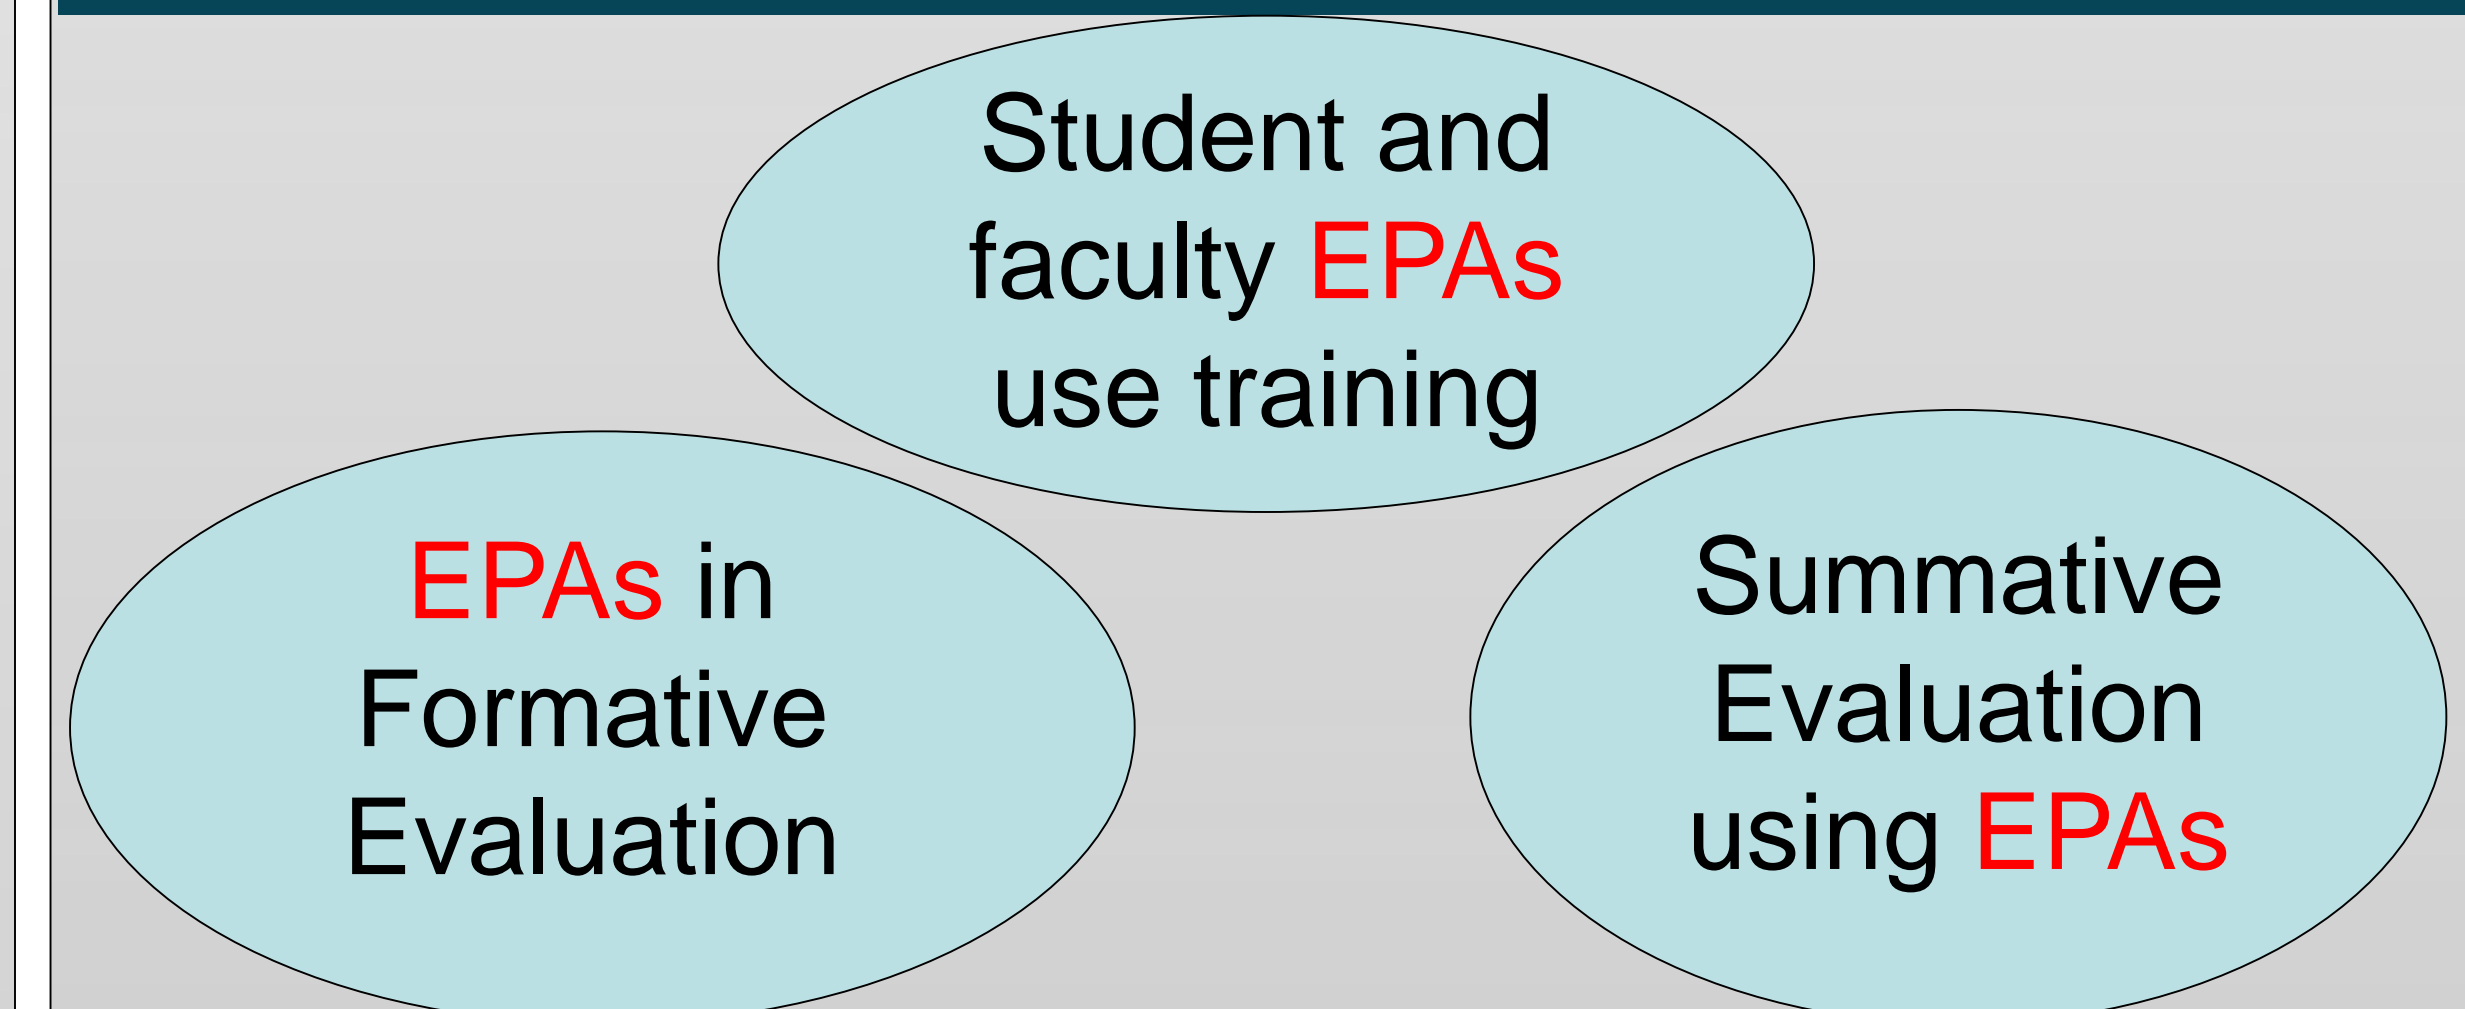 Student and
faculty EPAs
use training
EPAs in
Formative
Evaluation
Summative
Evaluation
using EPAs